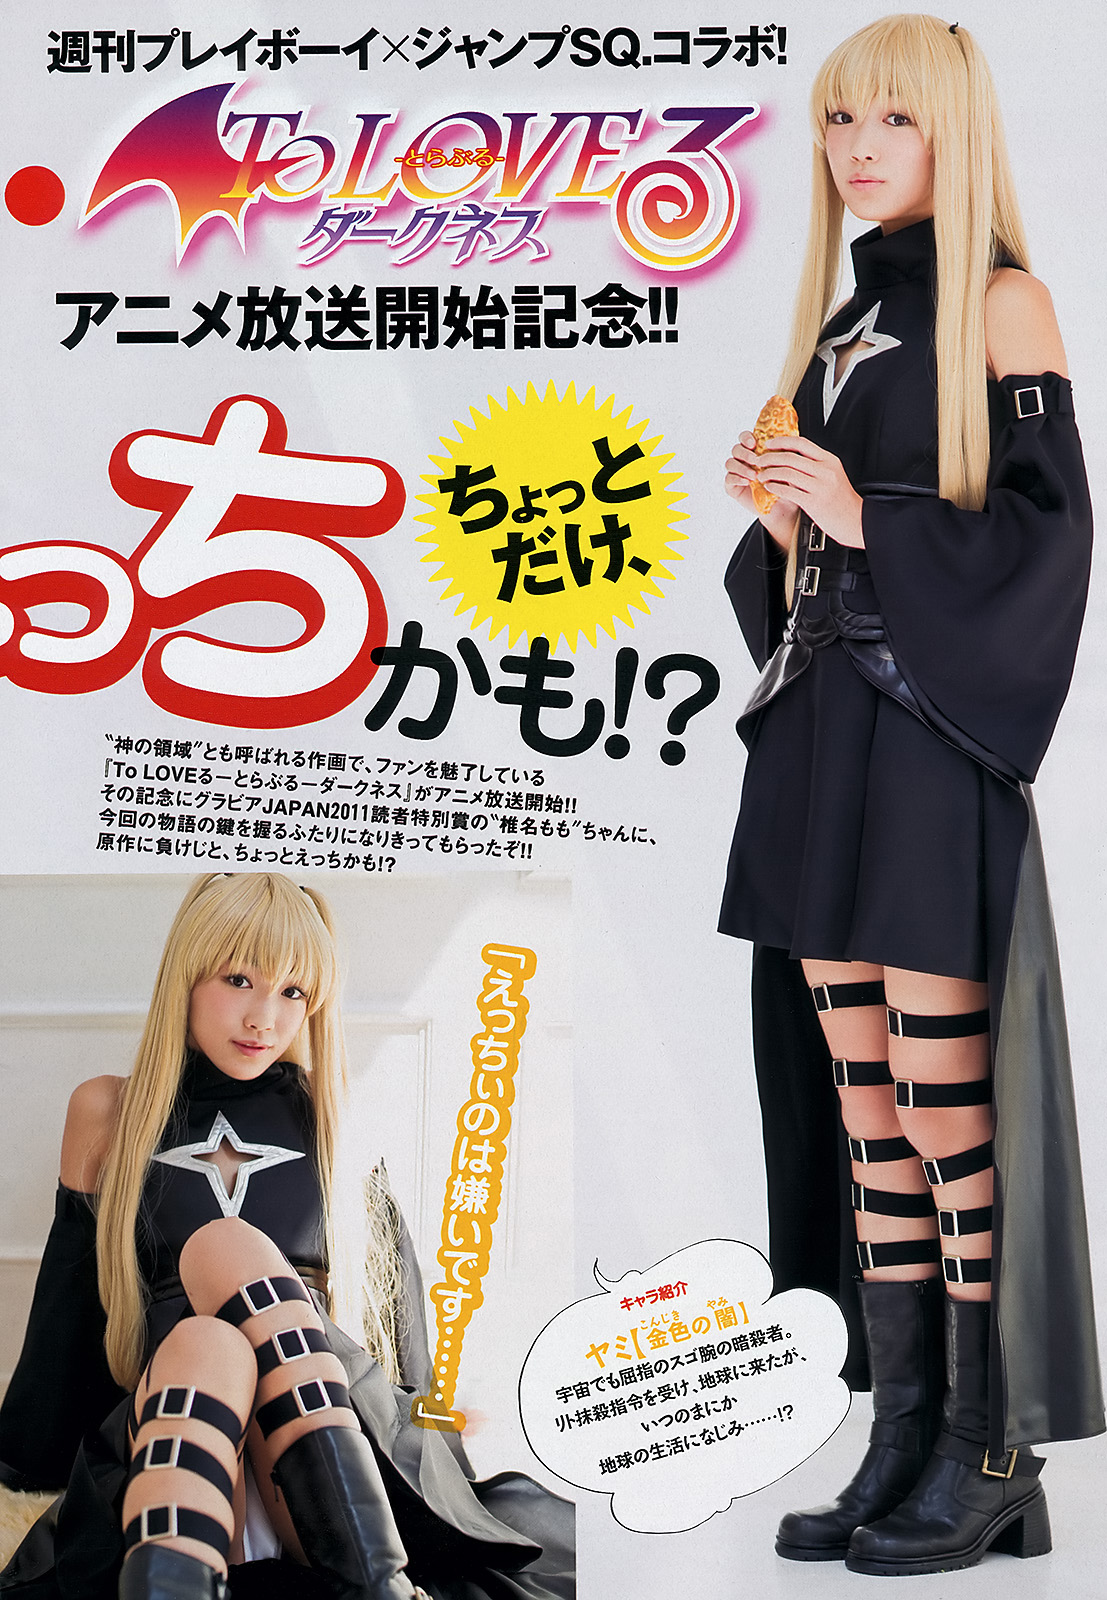 週刊プレイボーイ×ジャンプSQ.コラボ!
To LOVEる
-とらぶる-
ダークネス
アニメ放送開始記念!!
ちょっと
だけ、
っち
かも!?
“神の領域”とも呼ばれる作画で、ファンを魅了している
『To LOVEる―とらぶる―ダークネス』がアニメ放送開始!!
その記念にグラビアJAPAN2011読者特別賞の“椎名もも”ちゃんに、
今回の物語の鍵を握るふたりになりきってもらったぞ!!
原作に負けじと、ちょっとえっちかも!?
「えっちぃのは嫌いです……」
キャラ紹介
こんじき やみ
ヤミ【金色の闇】
宇宙でも屈指のスゴ腕の暗殺者。
リト抹殺指令を受け、地球に来たが、
いつのまにか
地球の生活になじみ……!?